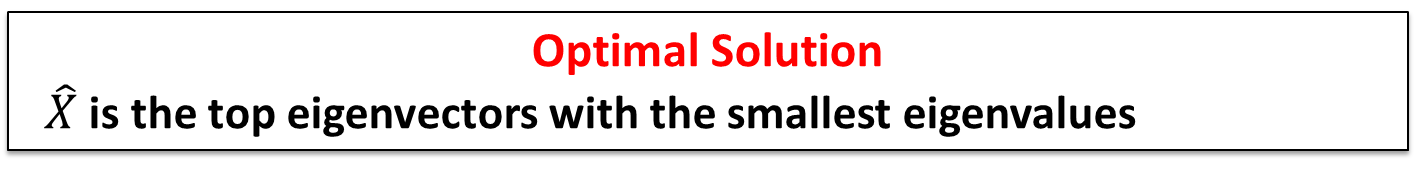 Optimal Solution
X̂ is the top eigenvectors with the smallest eigenvalues